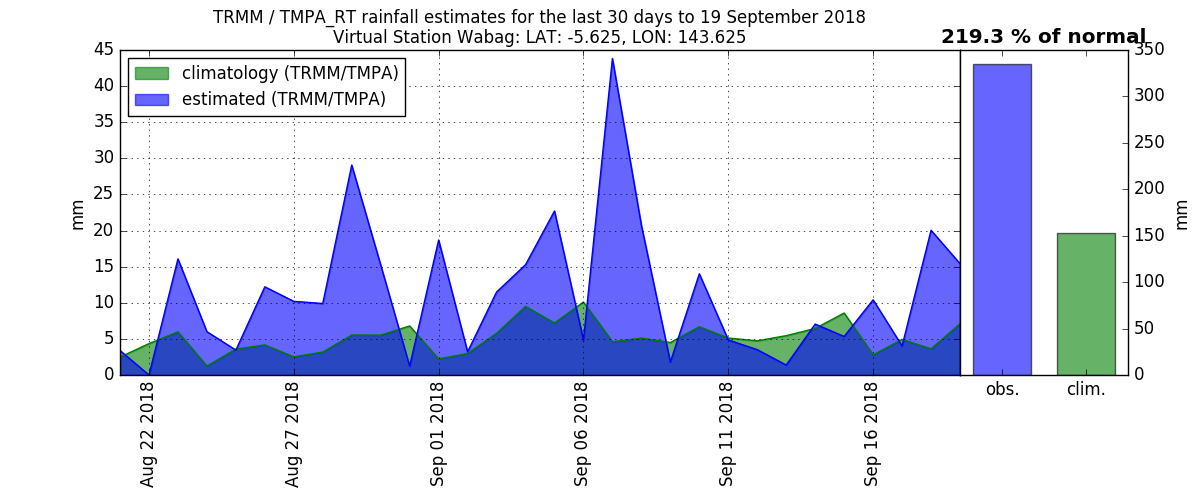 TRMM / TMPA_RT rainfall estimates for the last 30 days to 19 September 2018
Virtual Station Wabag: LAT: -5.625, LON: 143.625
219.3 % of normal
climatology (TRMM/TMPA)
estimated (TRMM/TMPA)
45
40
35
30
25
20
15
10
5
0
mm
Aug 22 2018
Aug 27 2018
Sep 01 2018
Sep 06 2018
Sep 11 2018
Sep 16 2018
350
300
250
200
150
100
50
0
mm
obs.
clim.